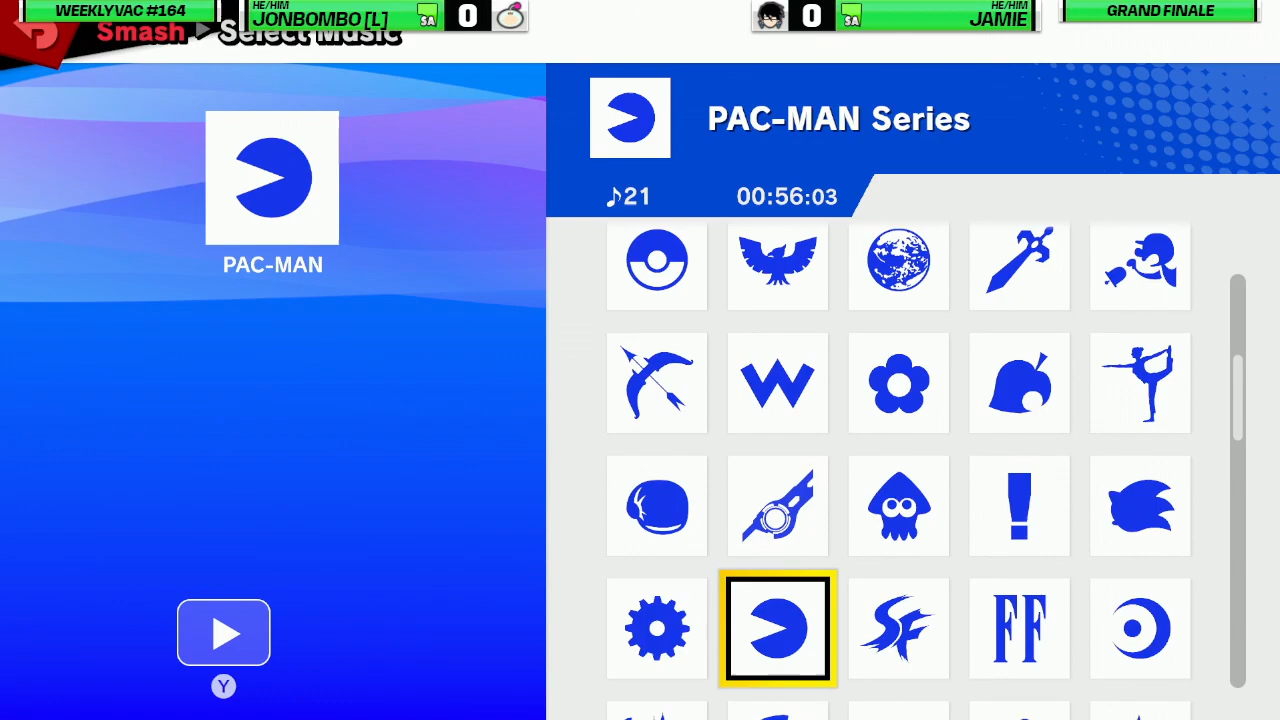 WEEKLYVAC #164
HE/HIM
JONBOMBO [L]
SA
0
0
SA
HE/HIM
JAMIE
GRAND FINALE
Smash
Select Music
PAC-MAN
PAC-MAN Series
♪21
00:56:03
W
!
FF
Y